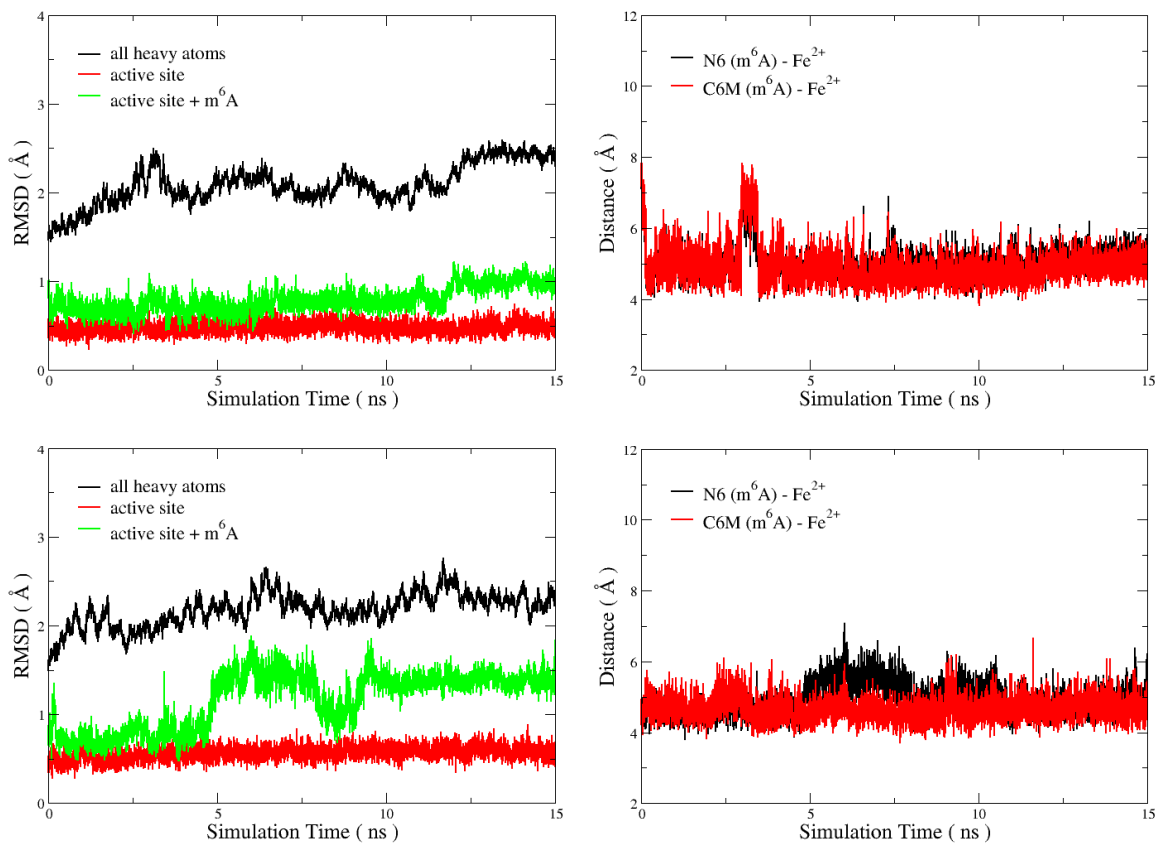 4
3
2
1
0
RMSD ( Å )
all heavy atoms
active site
active site + m⁶A
0
5
10
15
Simulation Time ( ns )
12
10
8
6
4
2
Distance ( Å )
N6 (m⁶A) - Fe²⁺
C6M (m⁶A) - Fe²⁺
0
5
10
15
Simulation Time ( ns )
4
3
2
1
0
RMSD ( Å )
all heavy atoms
active site
active site + m⁶A
0
5
10
15
Simulation Time ( ns )
12
10
8
6
4
2
Distance ( Å )
N6 (m⁶A) - Fe²⁺
C6M (m⁶A) - Fe²⁺
0
5
10
15
Simulation Time ( ns )